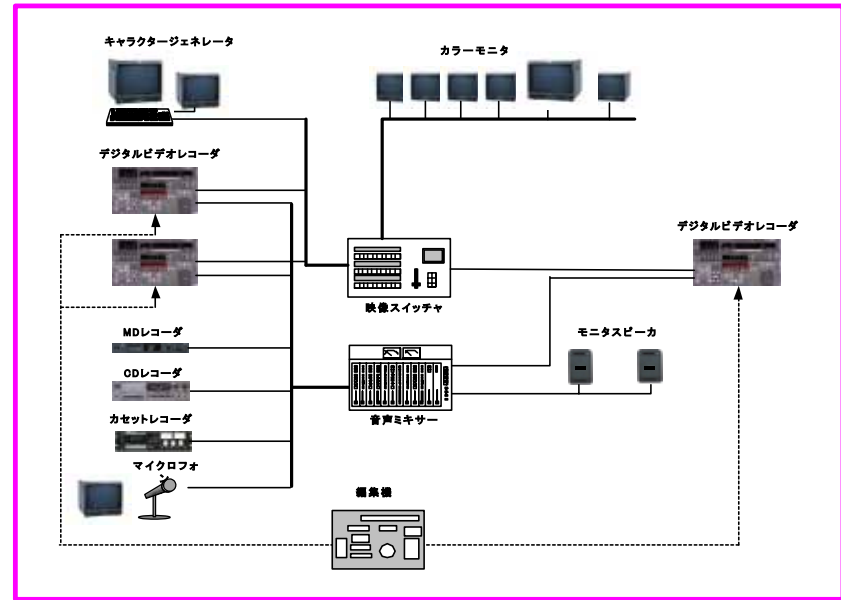 キャラクタージェネレータ
カラーモニタ
デジタルビデオレコーダ
デジタルビデオレコーダ
映像スイッチャ
MDレコーダ
モニタスピーカ
CDレコーダ
カセットレコーダ
音声ミキサー
マイクロフォ
ン
編集機